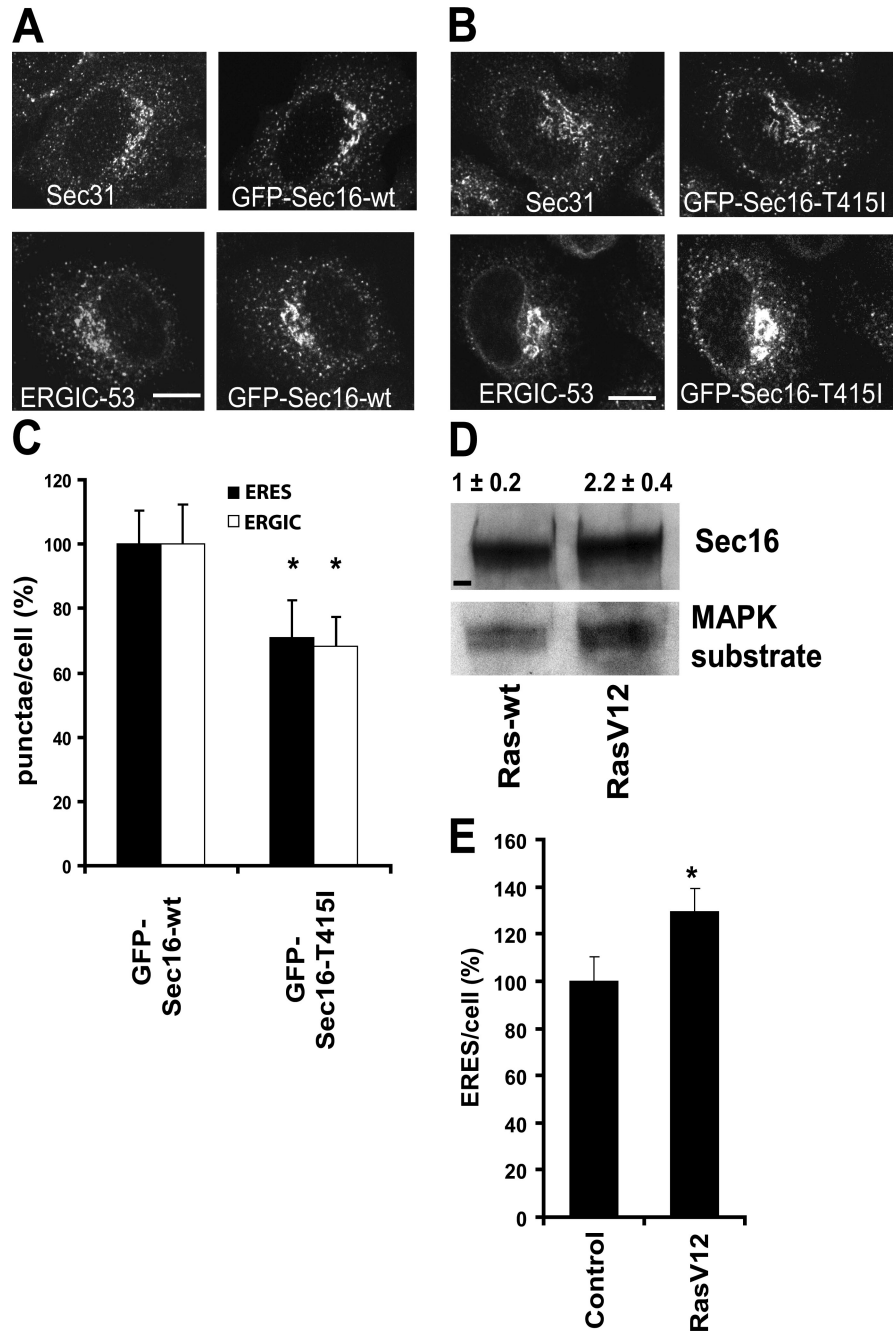 A
B
Sec31
GFP-Sec16-wt
Sec31
GFP-Sec16-T415I
ERGIC-53
GFP-Sec16-wt
ERGIC-53
GFP-Sec16-T415I
C
punctae/cell (%)
120
100
80
60
40
20
0
ERES
ERGIC
* *
GFP-
Sec16-wt
GFP-
Sec16-T415I
D
1 ± 0.2 2.2 ± 0.4
Sec16
MAPK
substrate
Ras-wt
RasV12
E
ERES/cell (%)
160
140
120
100
80
60
40
20
0
*
Control
RasV12